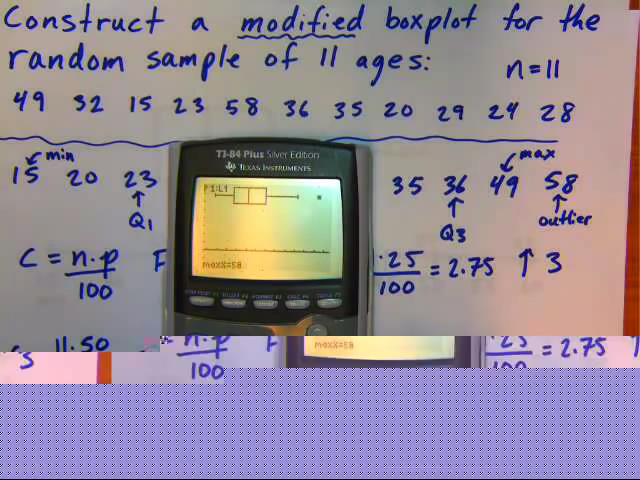 Construct a modified boxplot for the
random sample of 11 ages:
n=11
49 32 15 23 58 36 35 20 29 24 28
min
max
15 20 23
35 36 49 58
Q1
Q3
outlier
TI-84 Plus Silver Edition
TEXAS INSTRUMENTS
P1:L1
maxX=58
C = n·p / 100
·25 / 100 = 2.75 ↑ 3
11.50
n·p / 100
maxX=58
= 2.75